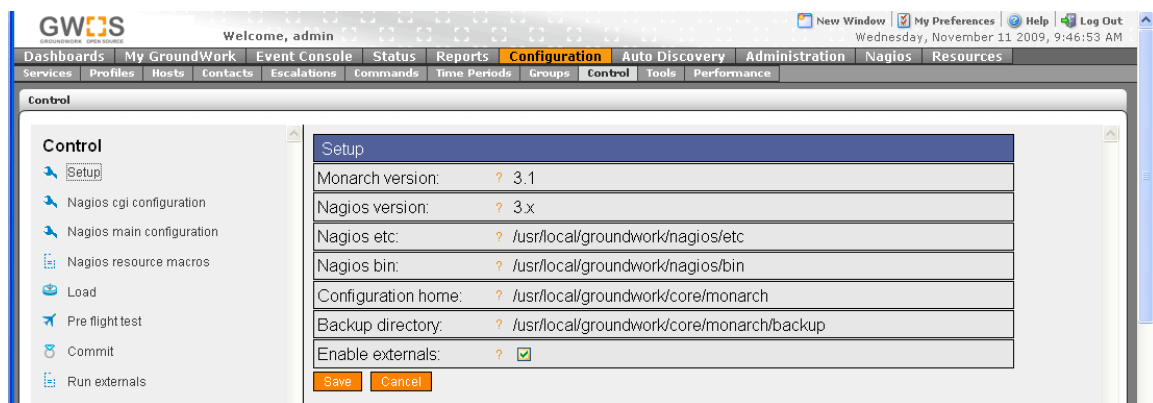 New Window My Preferences Help Log Out
GWOS
GROUNDWORK OPEN SOURCE
Welcome, admin
Wednesday, November 11 2009, 9:46:53 AM
Dashboards My GroundWork Event Console Status Reports Configuration Auto Discovery Administration Nagios Resources
Services Profiles Hosts Contacts Escalations Commands Time Periods Groups Control Tools Performance
Control
Control
Setup
Nagios cgi configuration
Nagios main configuration
Nagios resource macros
Load
Pre flight test
Commit
Run externals
Setup
Monarch version: ? 3.1
Nagios version: ? 3.x
Nagios etc: ? /usr/local/groundwork/nagios/etc
Nagios bin: ? /usr/local/groundwork/nagios/bin
Configuration home: ? /usr/local/groundwork/core/monarch
Backup directory: ? /usr/local/groundwork/core/monarch/backup
Enable externals: ?
Save Cancel